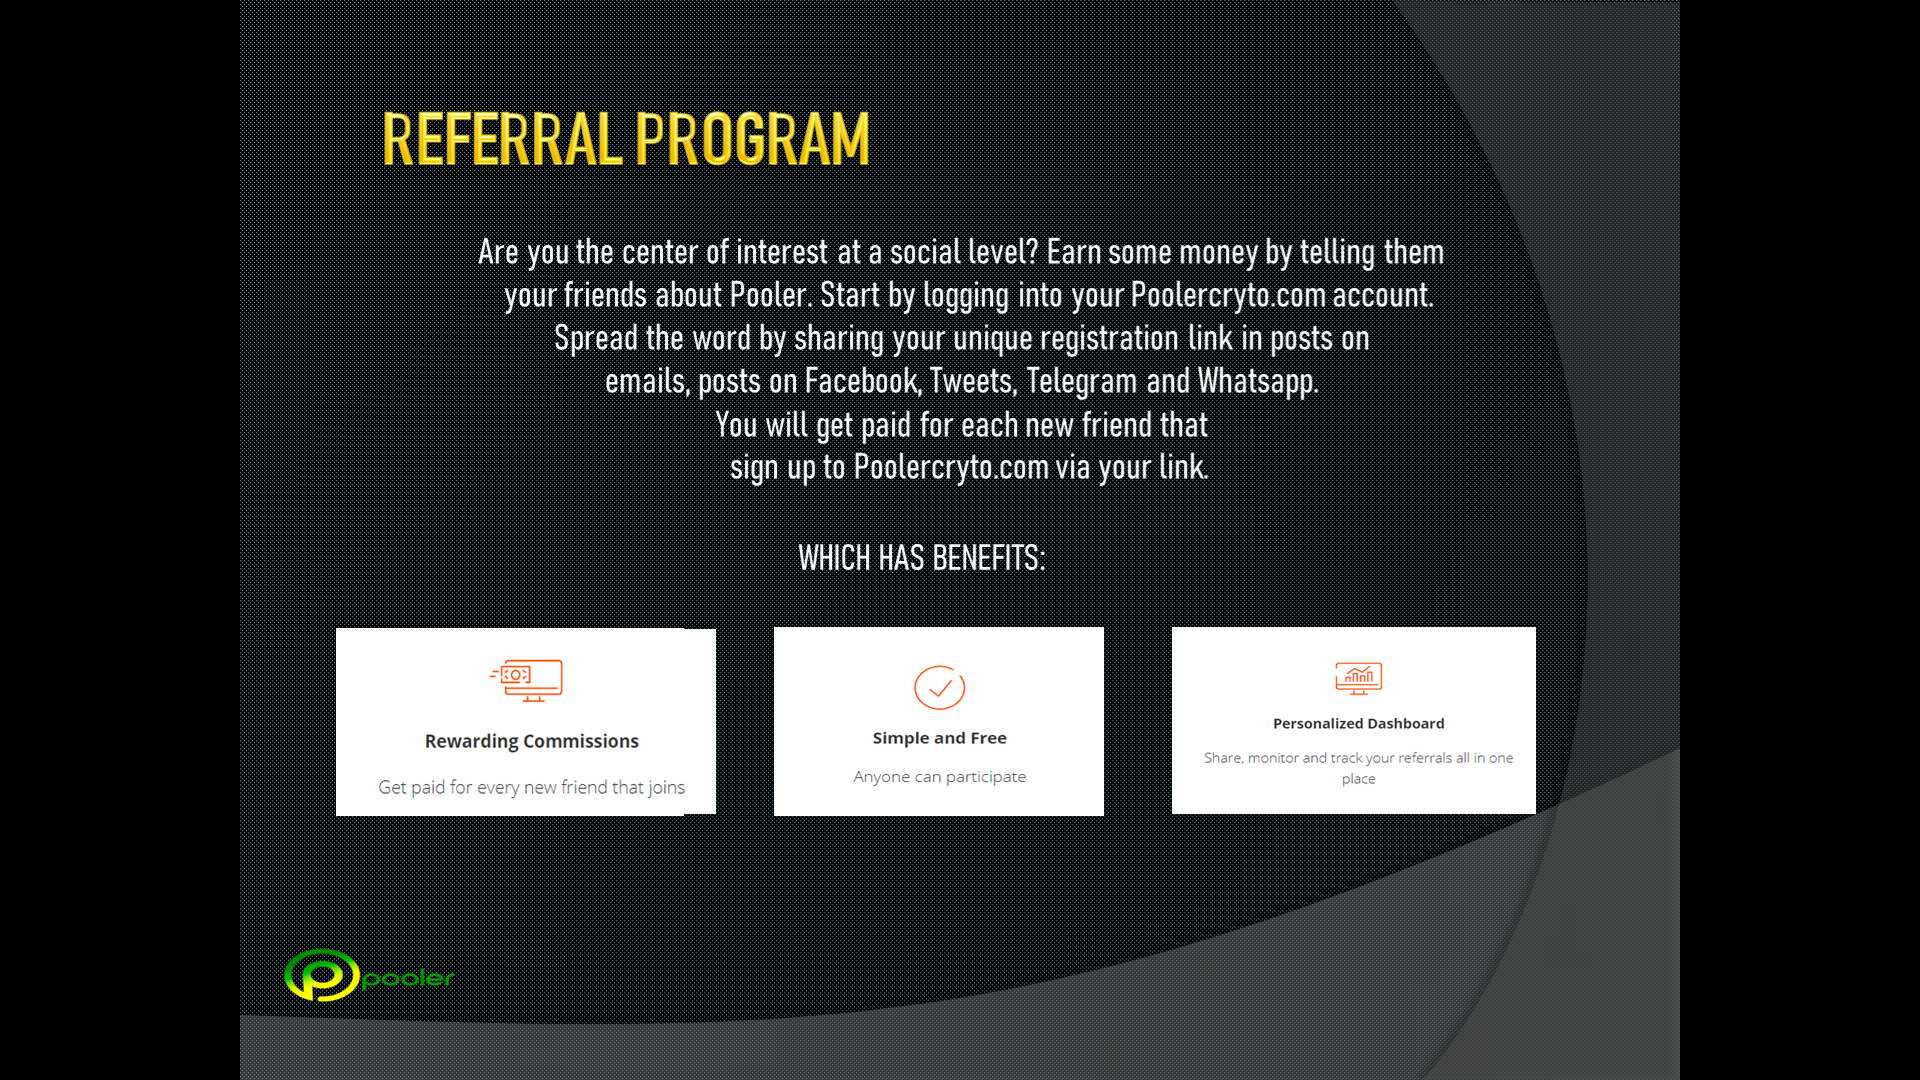 REFERRAL PROGRAM
Are you the center of interest at a social level? Earn some money by telling them
your friends about Pooler. Start by logging into your Poolercryto.com account.
Spread the word by sharing your unique registration link in posts on
emails, posts on Facebook, Tweets, Telegram and Whatsapp.
You will get paid for each new friend that
sign up to Poolercryto.com via your link.
WHICH HAS BENEFITS:
Rewarding Commissions
Get paid for every new friend that joins
Simple and Free
Anyone can participate
Personalized Dashboard
Share, monitor and track your referrals all in one
place
pooler